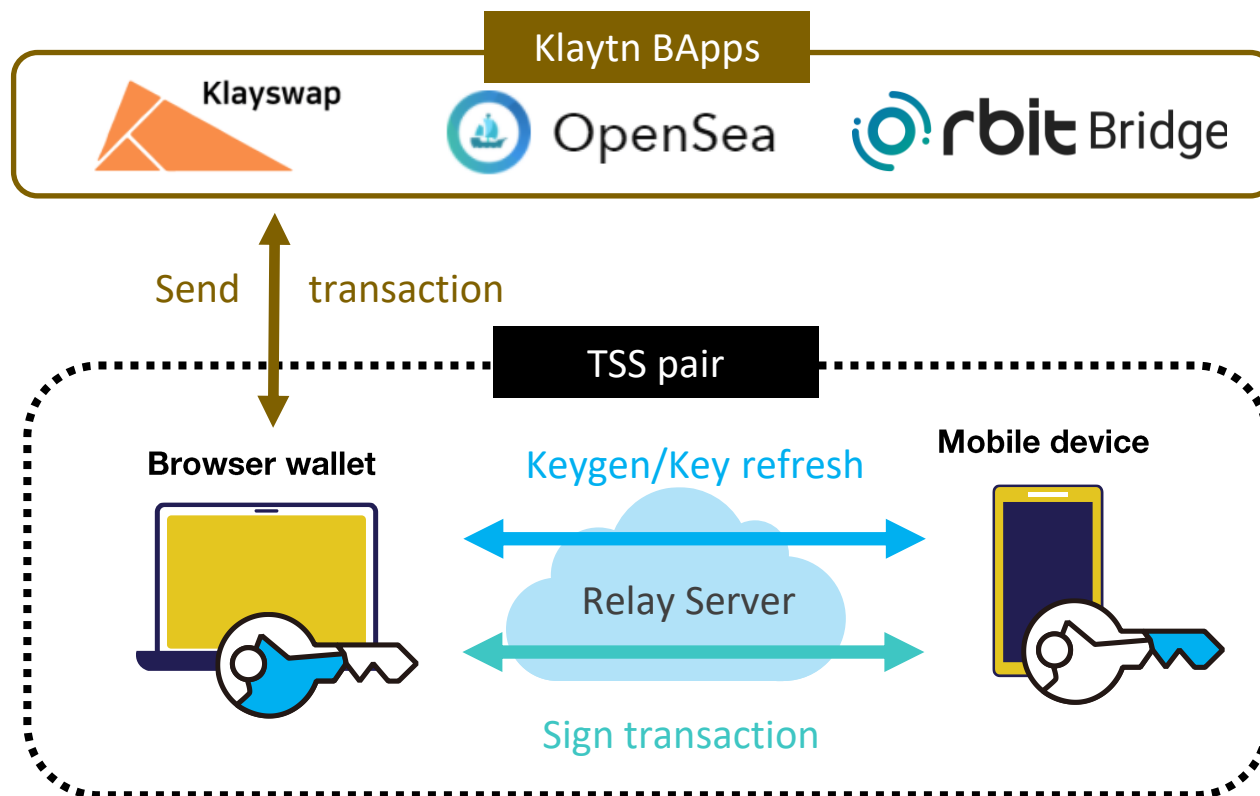 Klaytn BApps
Klayswap
OpenSea
Orbit Bridge
Send transaction
TSS pair
Browser wallet
Keygen/Key refresh
Mobile device
Relay Server
Sign transaction